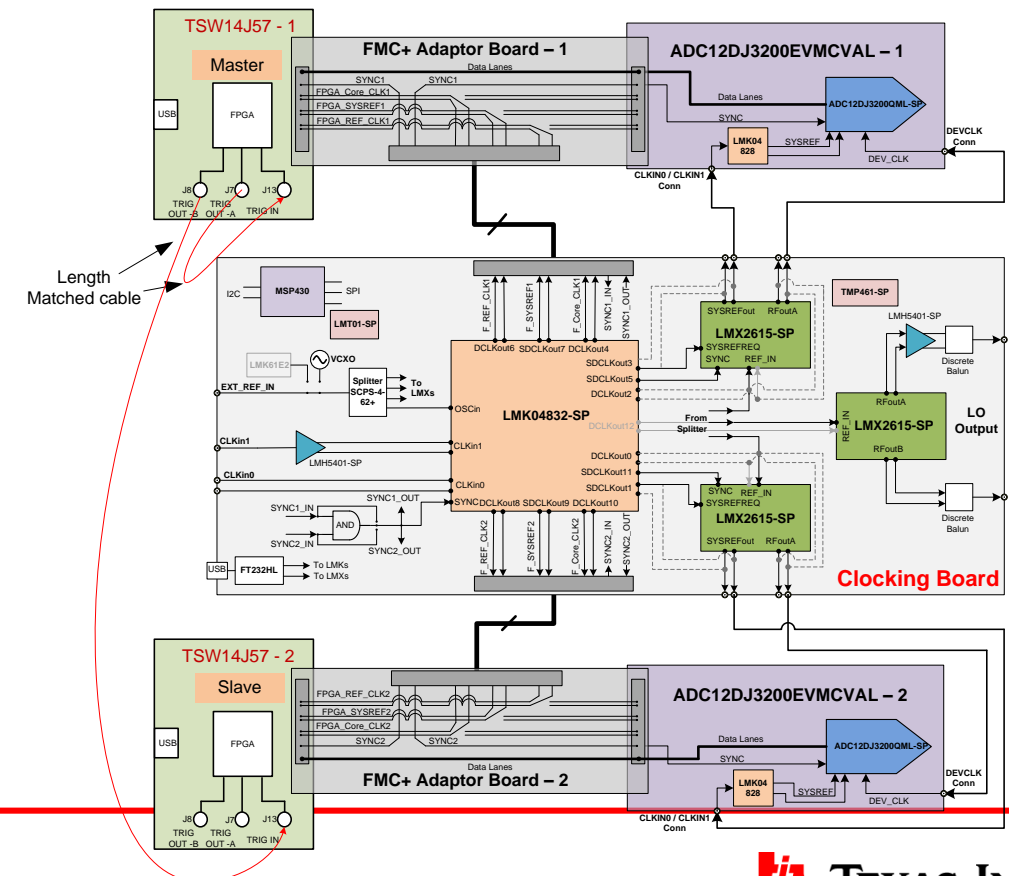 TSW14J57 - 1
Master
USB
FPGA
J8
J7
J13
TRIG OUT -B
TRIG OUT -A
TRIG IN
FMC+ Adaptor Board – 1
Data Lanes
SYNC1
SYNC1
FPGA_Core_CLK1
FPGA_SYSREF1
FPGA_REF_CLK1
ADC12DJ3200EVMCVAL – 1
Data Lanes
ADC12DJ3200QML-SP
SYNC
LMK04
828
SYSREF
DEV_CLK
DEVCLK
Conn
CLKIN0 / CLKIN1
Conn
Length
Matched cable
I2C
MSP430
SPI
LMT01-SP
F_REF_CLK1
F_SYSREF1
F_Core_CLK1
SYNC1_IN
SYNC1_OUT
TMP461-SP
SYSREFout
RFoutA
LMX2615-SP
SYSREFREQ
SYNC
REF_IN
LMH5401-SP
Discrete
Balun
LMK61E2
VCXO
EXT_REF_IN
Splitter
SCPS-4-
62+
To
LMXs
DCLKout6
SDCLKout7
DCLKout4
SDCLKout3
SDCLKout5
DCLKout2
OSCin
LMK04832-SP
DCLKout12
From
Splitter
REF_IN
RFoutA
LMX2615-SP
RFoutB
LO
Output
CLKin1
LMH5401-SP
CLKin1
CLKin0
CLKin0
DCLKout0
SDCLKout11
SDCLKout1
SYNC
DCLKout8
SDCLKout9
DCLKout10
SYNC1_IN
SYNC1_OUT
AND
SYNC2_IN
SYNC2_OUT
SYNC
REF_IN
SYSREFREQ
LMX2615-SP
SYSREFout
RFoutA
Discrete
Balun
USB
FT232HL
To LMKs
To LMXs
F_REF_CLK2
F_SYSREF2
F_Core_CLK2
SYNC2_IN
SYNC2_OUT
Clocking Board
TSW14J57 - 2
Slave
USB
FPGA
J8
J7
J13
TRIG OUT -B
TRIG OUT -A
TRIG IN
FPGA_REF_CLK2
FPGA_SYSREF2
FPGA_Core_CLK2
SYNC2
SYNC2
Data Lanes
FMC+ Adaptor Board – 2
ADC12DJ3200EVMCVAL – 2
Data Lanes
ADC12DJ3200QML-SP
SYNC
LMK04
828
SYSREF
DEV_CLK
DEVCLK
Conn
CLKIN0 / CLKIN1
Conn